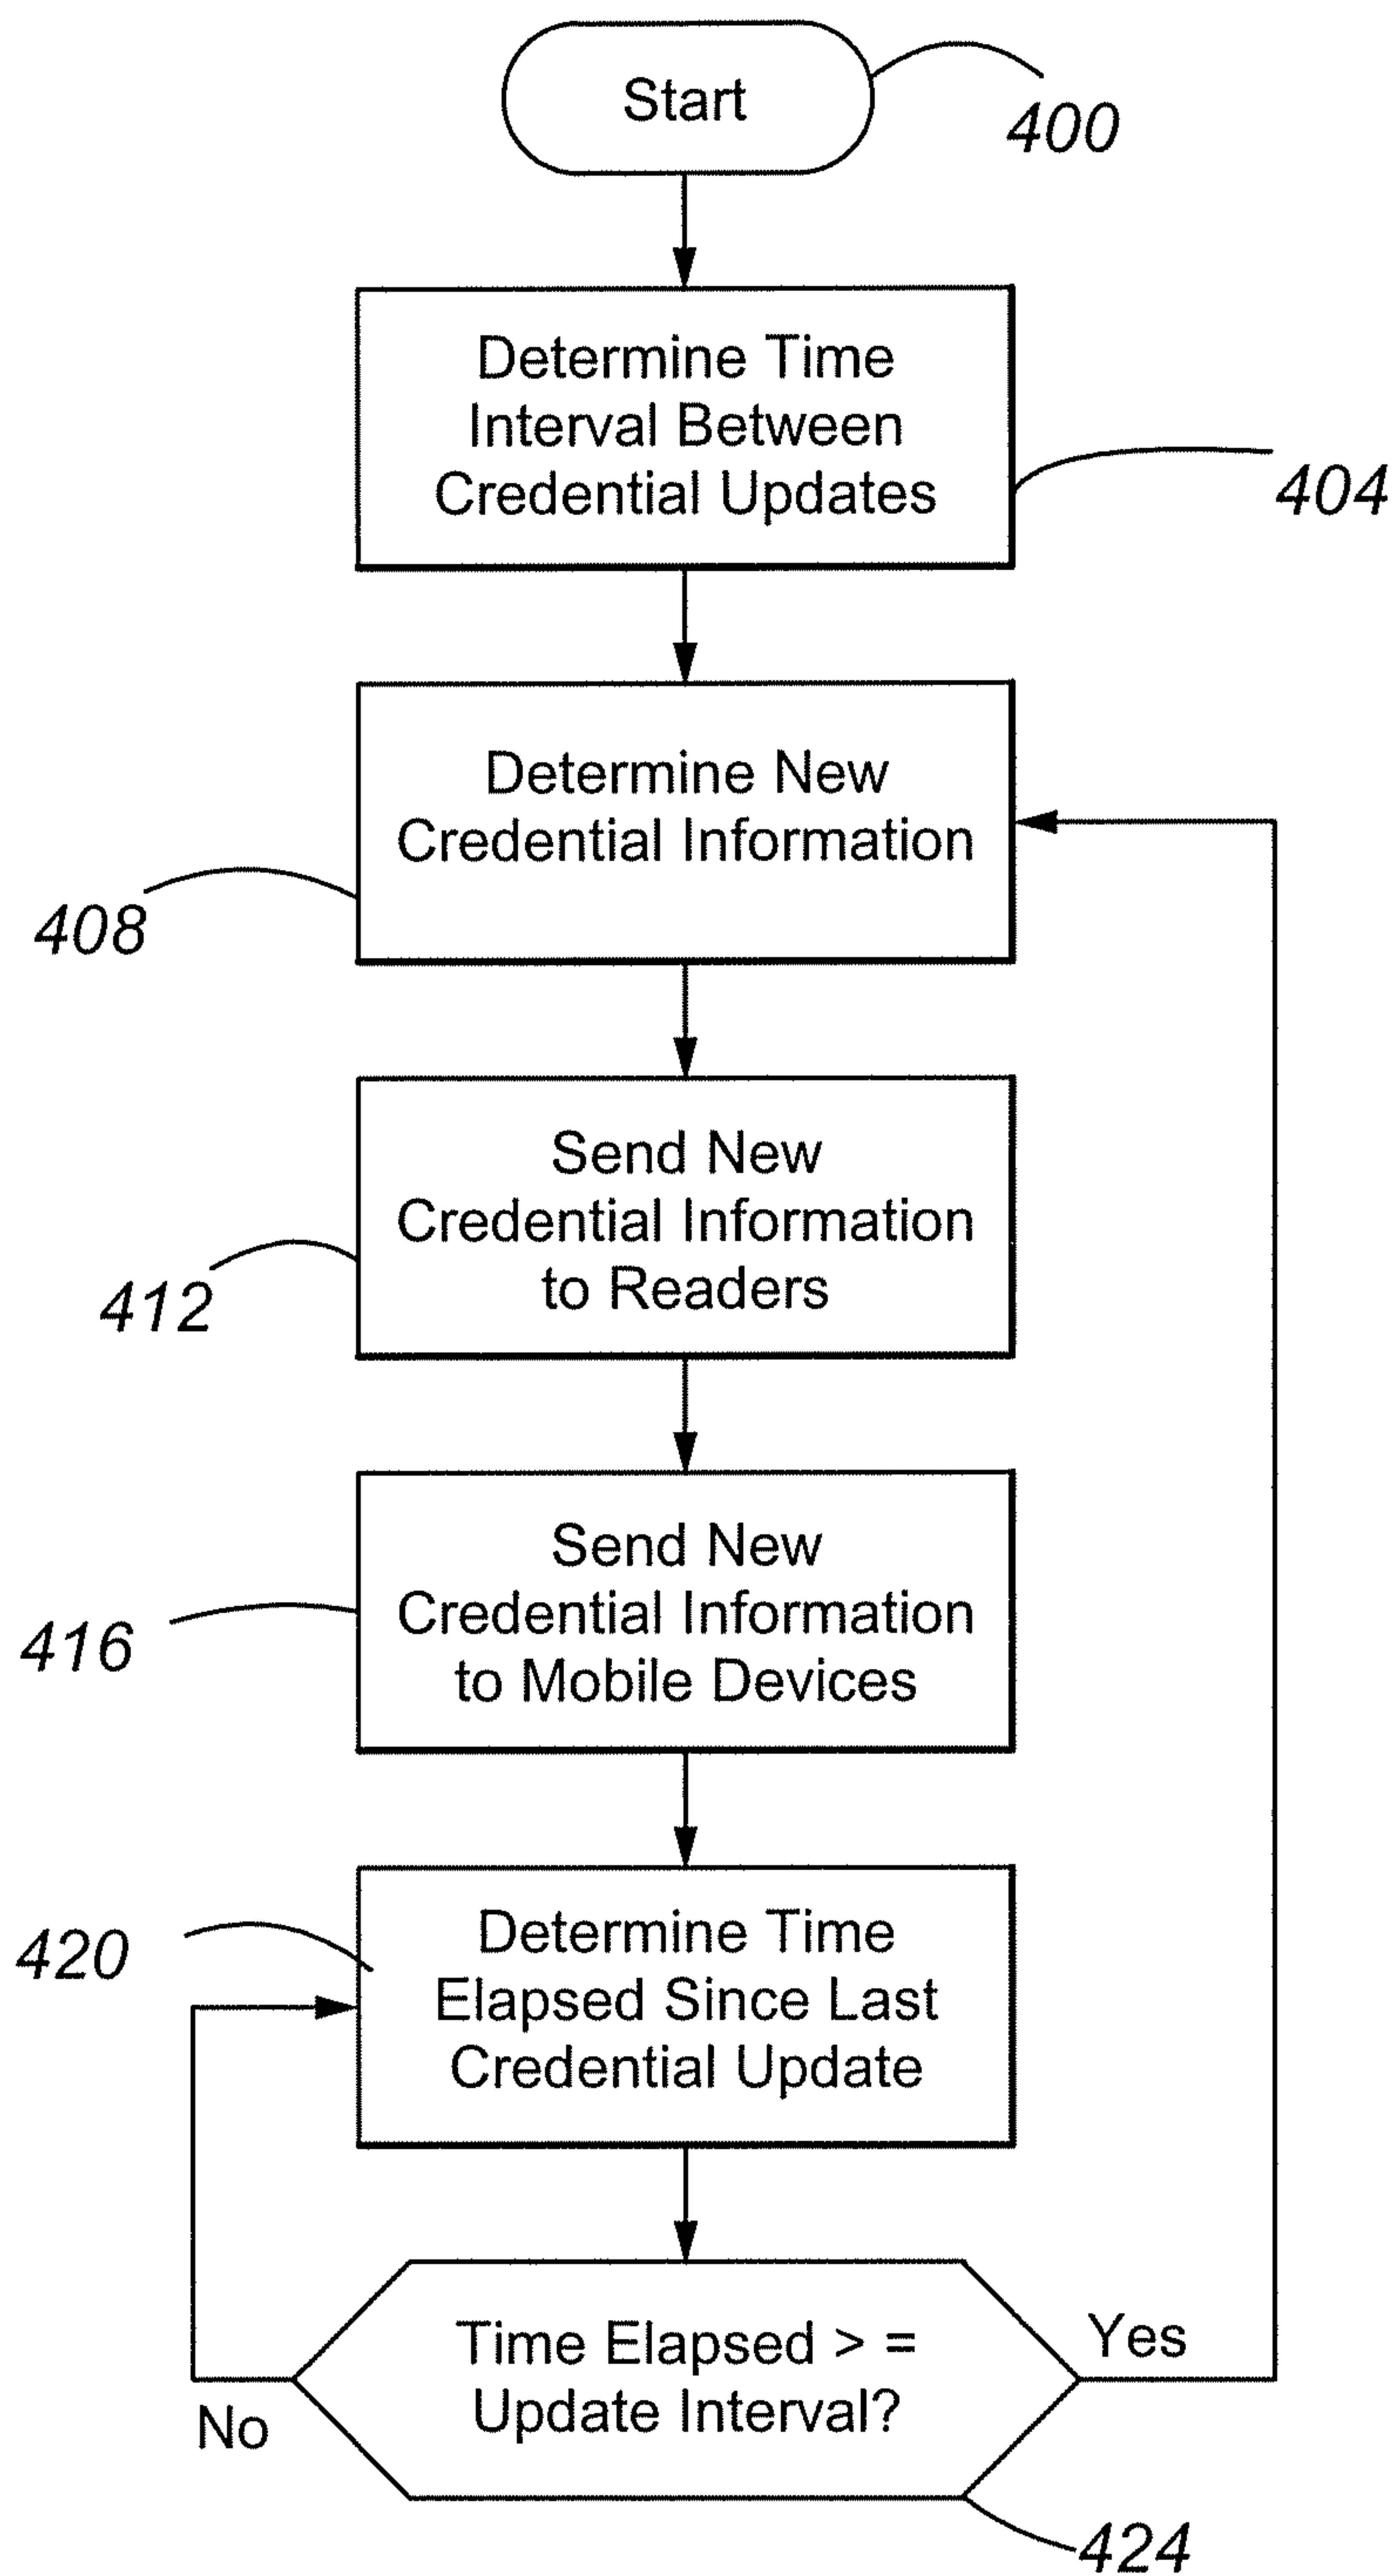 Start
400
Determine Time
Interval Between
Credential Updates
404
Determine New
Credential Information
408
Send New
Credential Information
to Readers
412
Send New
Credential Information
to Mobile Devices
416
Determine Time
Elapsed Since Last
Credential Update
420
Time Elapsed > =
Update Interval?
Yes
No
424